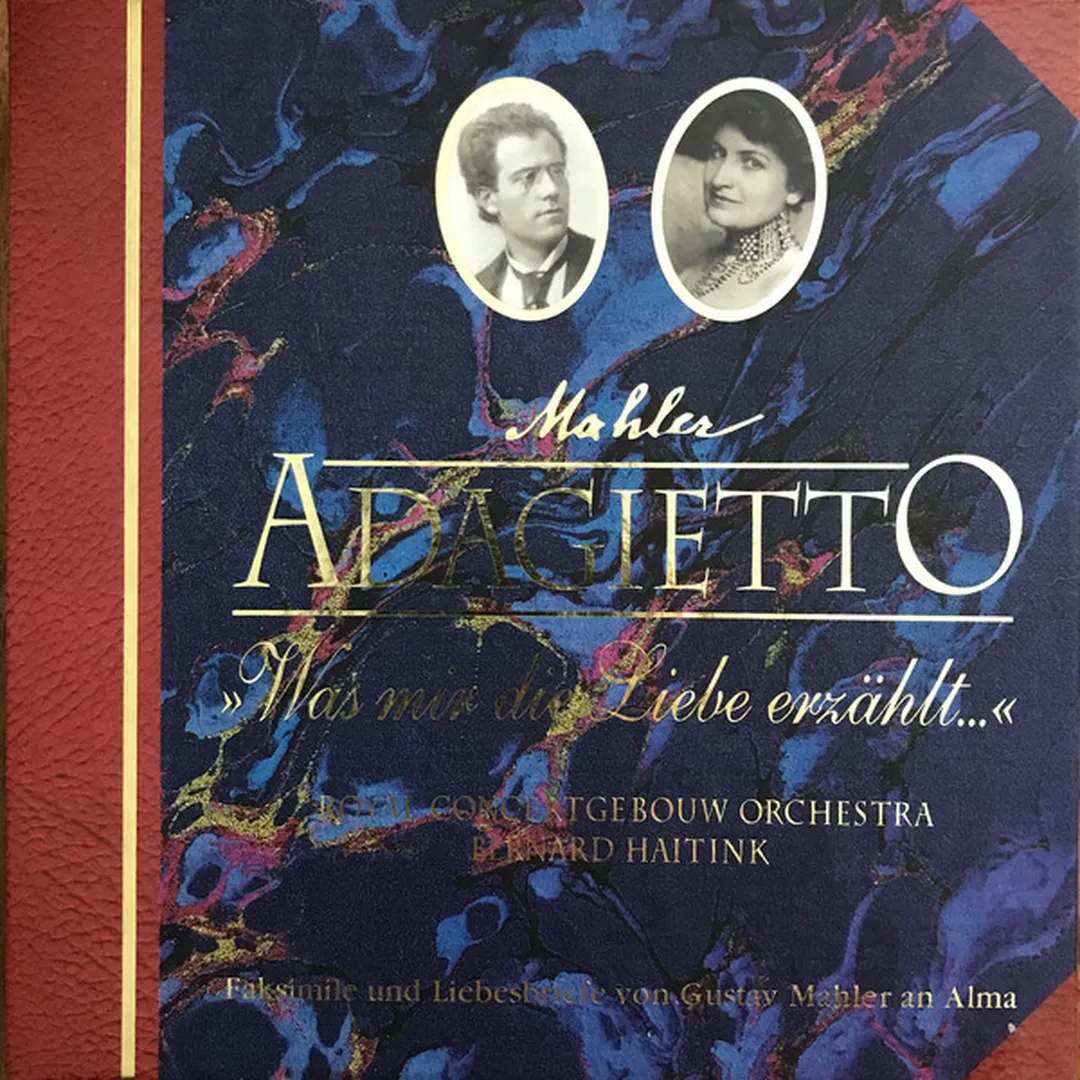 Mahler
ADAGIETTO
»Was mir die Liebe erzählt...«
ROYAL CONCERTGEBOUW ORCHESTRA
BERNARD HAITINK
Faksimile und Liebesbriefe von Gustav Mahler an Alma